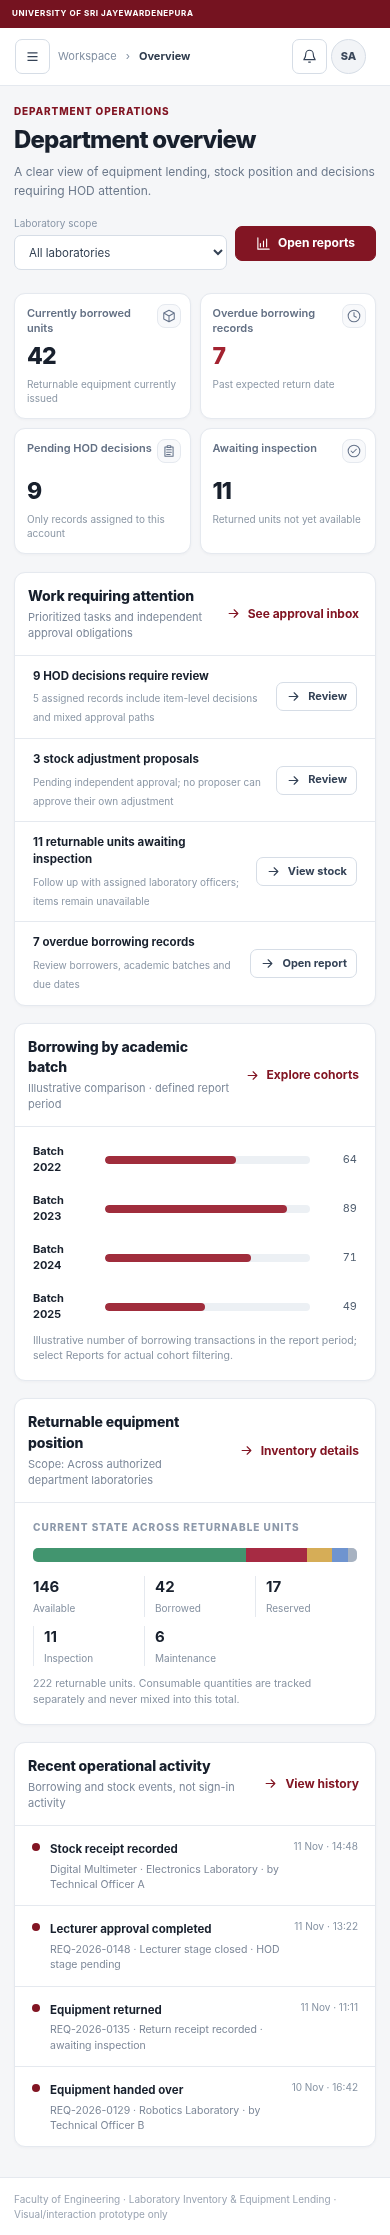 UNIVERSITY OF SRI JAYEWARDENEPURA
Workspace › Overview
SA
DEPARTMENT OPERATIONS
Department overview
A clear view of equipment lending, stock position and decisions
requiring HOD attention.
Laboratory scope
All laboratories
Open reports
Currently borrowed
units
42
Returnable equipment currently
issued
Overdue borrowing
records
7
Past expected return date
Pending HOD decisions
9
Only records assigned to this
account
Awaiting inspection
11
Returned units not yet available
Work requiring attention
Prioritized tasks and independent
approval obligations
→ See approval inbox
9 HOD decisions require review
5 assigned records include item-level decisions
and mixed approval paths
→ Review
3 stock adjustment proposals
Pending independent approval; no proposer can
approve their own adjustment
→ Review
11 returnable units awaiting
inspection
Follow up with assigned laboratory officers;
items remain unavailable
→ View stock
7 overdue borrowing records
Review borrowers, academic batches and
due dates
→ Open report
Borrowing by academic
batch
Illustrative comparison · defined report
period
→ Explore cohorts
Batch
2022
64
Batch
2023
89
Batch
2024
71
Batch
2025
49
Illustrative number of borrowing transactions in the report period;
select Reports for actual cohort filtering.
Returnable equipment
position
Scope: Across authorized
department laboratories
→ Inventory details
CURRENT STATE ACROSS RETURNABLE UNITS
146
Available
42
Borrowed
17
Reserved
11
Inspection
6
Maintenance
222 returnable units. Consumable quantities are tracked
separately and never mixed into this total.
Recent operational activity
Borrowing and stock events, not sign-in
activity
→ View history
Stock receipt recorded
11 Nov · 14:48
Digital Multimeter · Electronics Laboratory · by
Technical Officer A
Lecturer approval completed
11 Nov · 13:22
REQ-2026-0148 · Lecturer stage closed · HOD
stage pending
Equipment returned
11 Nov · 11:11
REQ-2026-0135 · Return receipt recorded ·
awaiting inspection
Equipment handed over
10 Nov · 16:42
REQ-2026-0129 · Robotics Laboratory · by
Technical Officer B
Faculty of Engineering · Laboratory Inventory & Equipment Lending ·
Visual/interaction prototype only